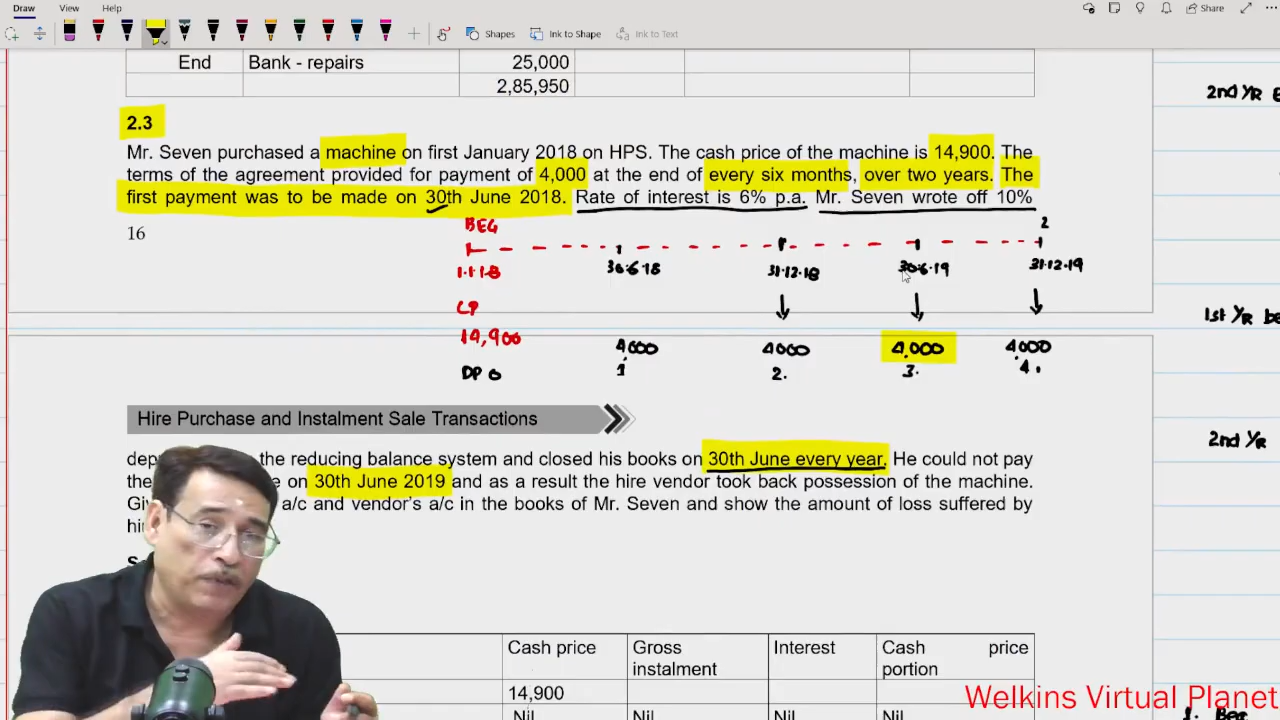 Draw View Help Share
Shapes Ink to Shape Ink to Text
End Bank - repairs 25,000
2,85,950
2nd YR
2.3
Mr. Seven purchased a machine on first January 2018 on HPS. The cash price of the machine is 14,900. The
terms of the agreement provided for payment of 4,000 at the end of every six months, over two years. The
first payment was to be made on 30th June 2018. Rate of interest is 6% p.a. Mr. Seven wrote off 10%
16
BEG 2
1.1.18 30.6.18 31.12.18 30.6.19 31.12.19
CP
1st YR be
14,900
4000 4000 4,000 4000
DP 0 1 2. 3. 4.
Hire Purchase and Instalment Sale Transactions
2nd YR
the reducing balance system and closed his books on 30th June every year. He could not pay
on 30th June 2019 and as a result the hire vendor took back possession of the machine.
a/c and vendor's a/c in the books of Mr. Seven and show the amount of loss suffered by
Cash price Gross instalment Interest Cash price portion
14,900
Nil Nil Nil
Welkins Virtual Planet
1. Beg